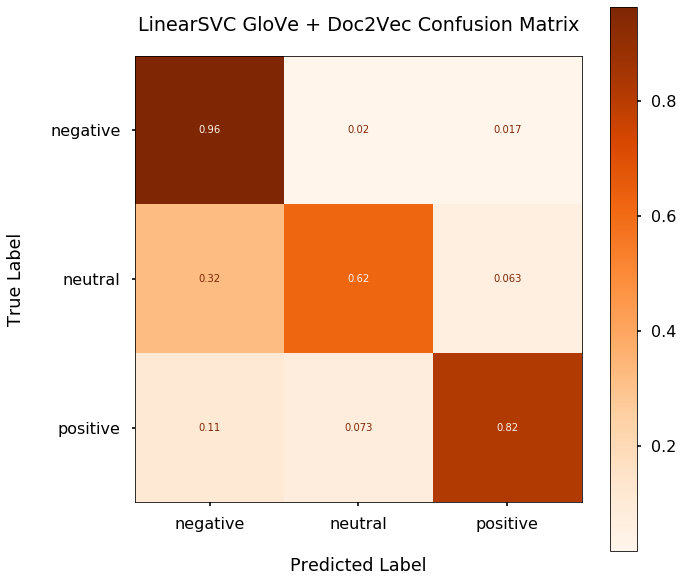 LinearSVC GloVe + Doc2Vec Confusion Matrix
True Label
negative
0.96 0.02 0.017
neutral
0.32 0.62 0.063
positive
0.11 0.073 0.82
negative neutral positive
Predicted Label
0.8
0.6
0.4
0.2